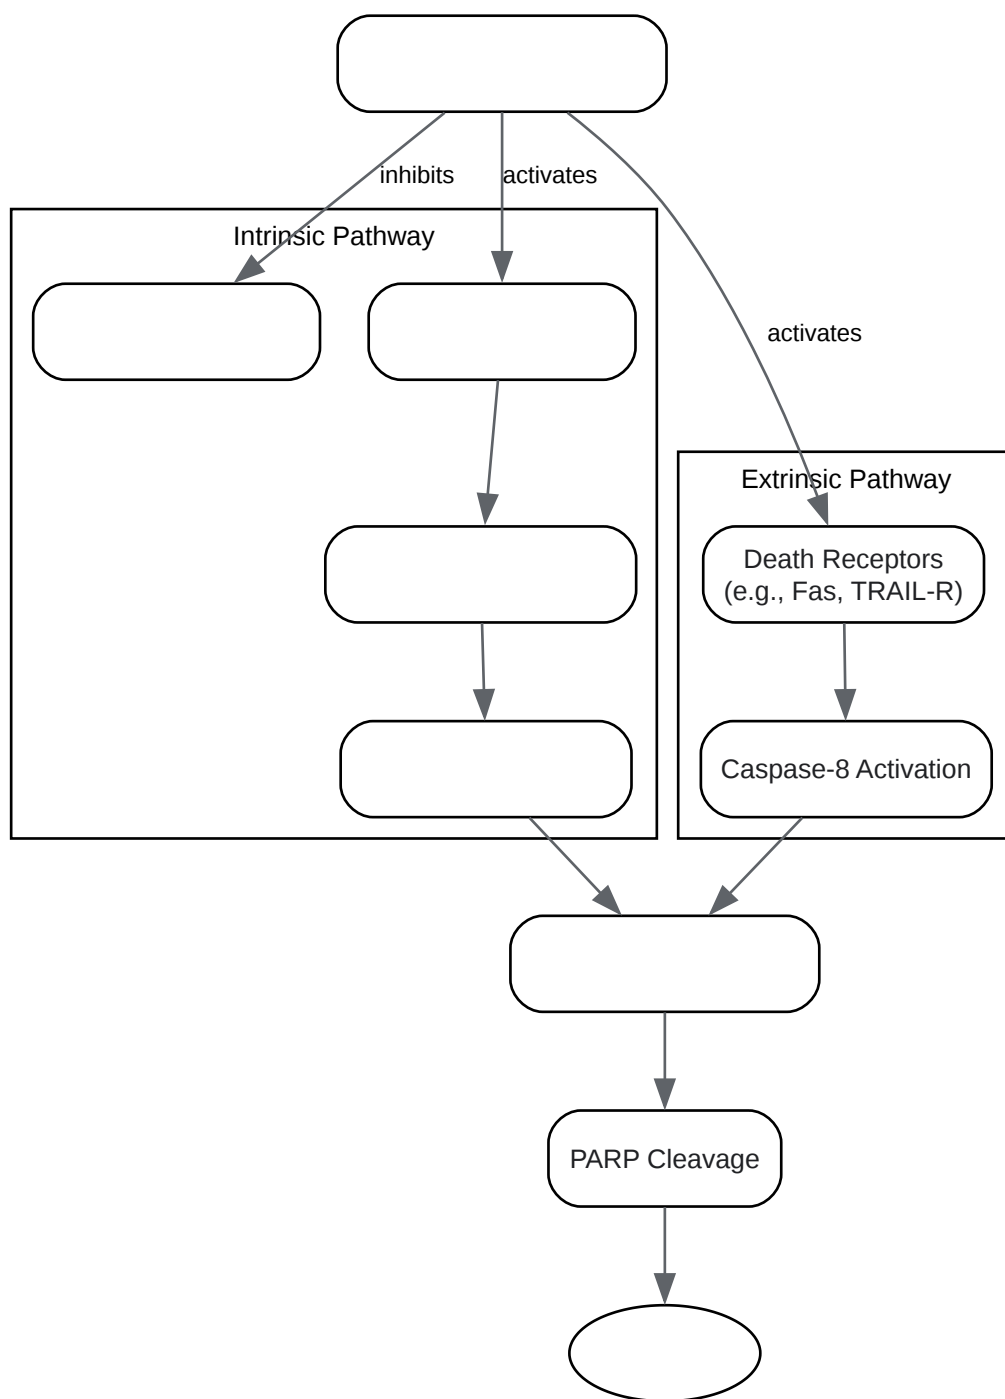 inhibits
activates
Intrinsic Pathway
activates
Extrinsic Pathway
Death Receptors
(e.g., Fas, TRAIL-R)
Caspase-8 Activation
PARP Cleavage